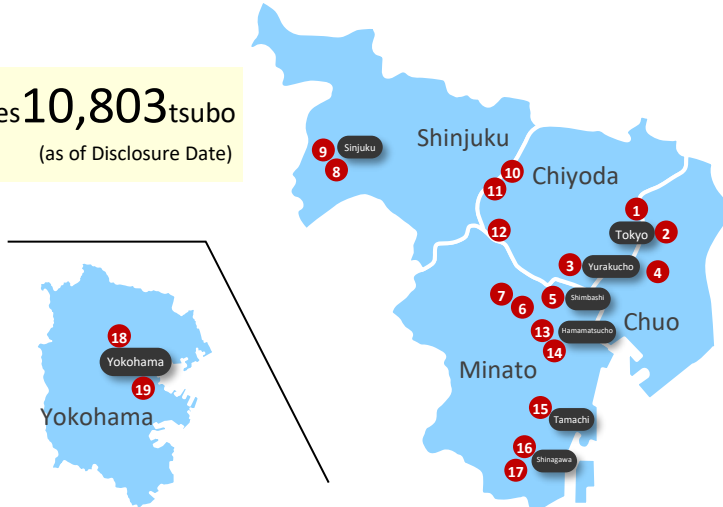 es10,803tsubo
(as of Disclosure Date)
Shinjuku
Sinjuku
9
8
10
11
Chiyoda
12
1
Tokyo
2
3
Yurakucho
4
7
6
5
Shimbashi
13
Hamamatsucho
14
Chuo
Minato
15
Tamachi
16
Shinagawa
17
18
Yokohama
19
Yokohama